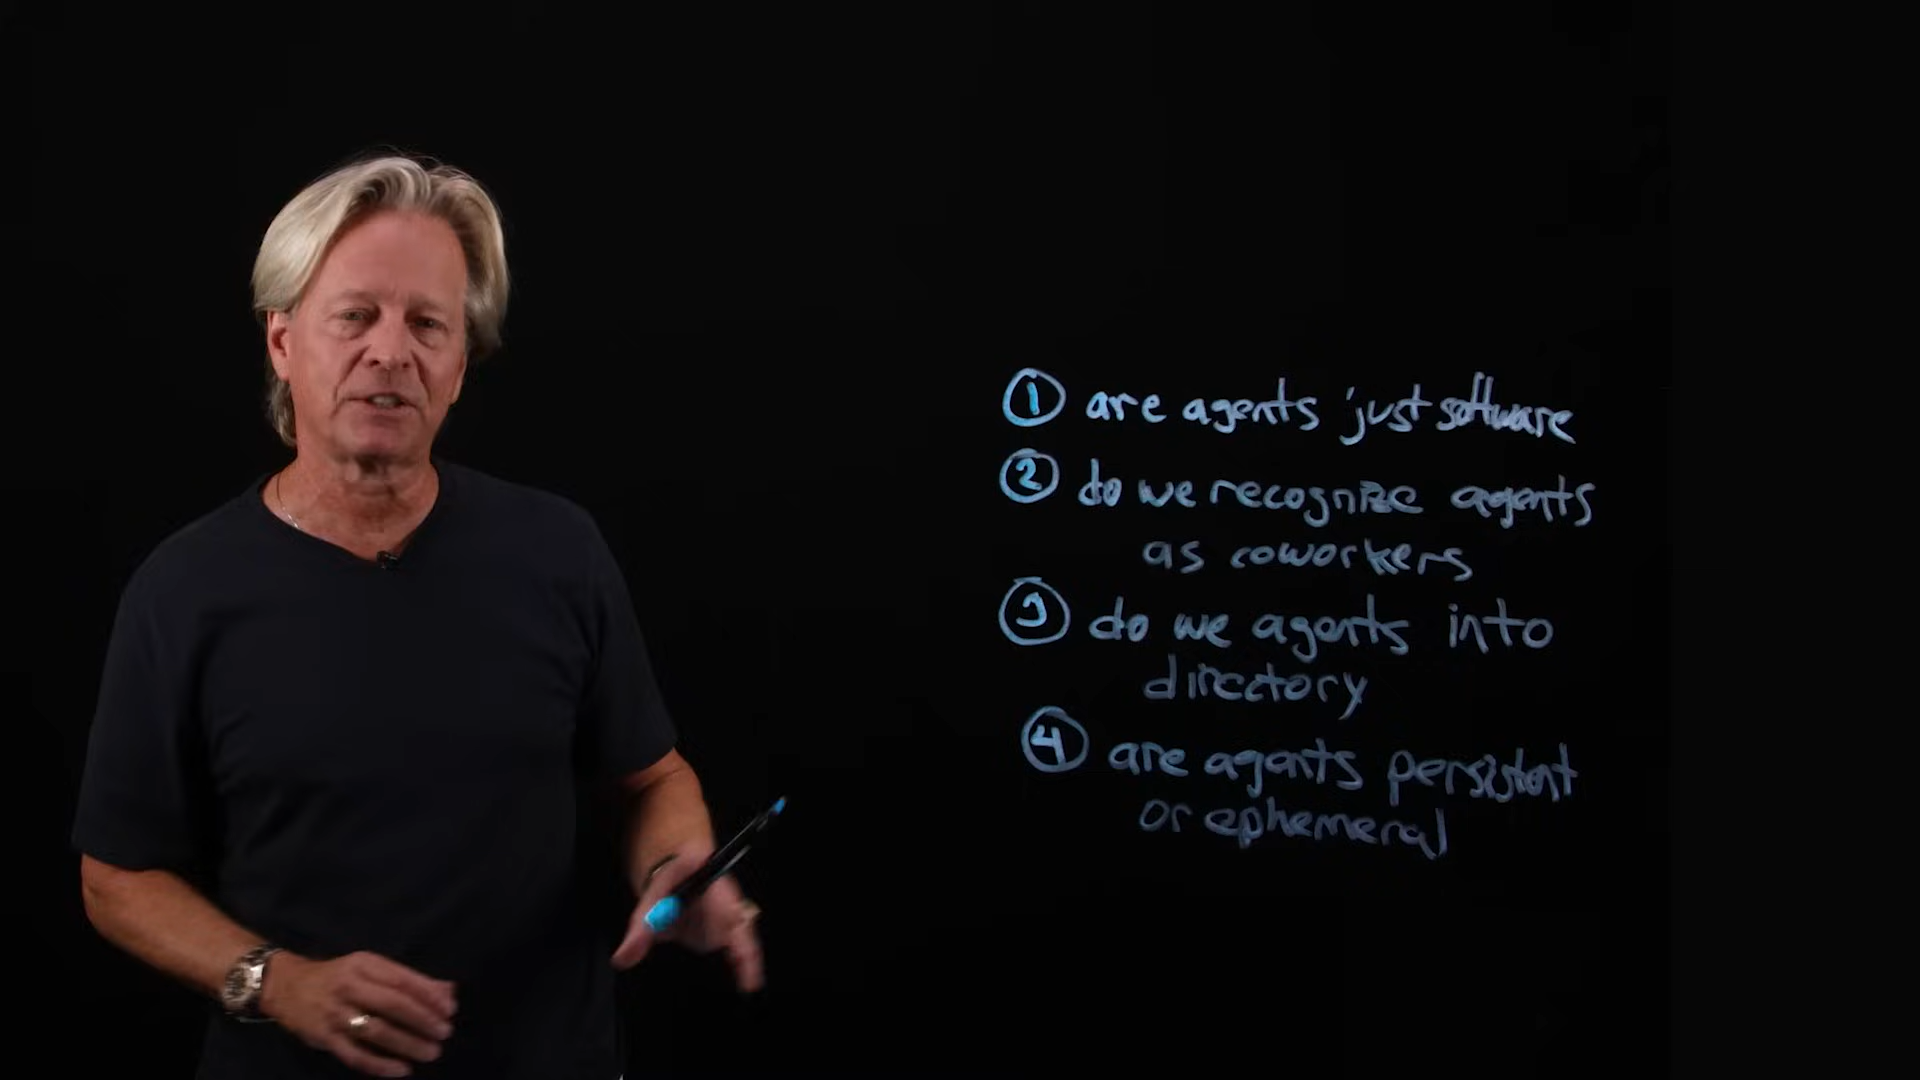 1 are agents just software
2 do we recognize agents
as coworkers
3 do we agents into
directory
4 are agents persistent
or ephemeral